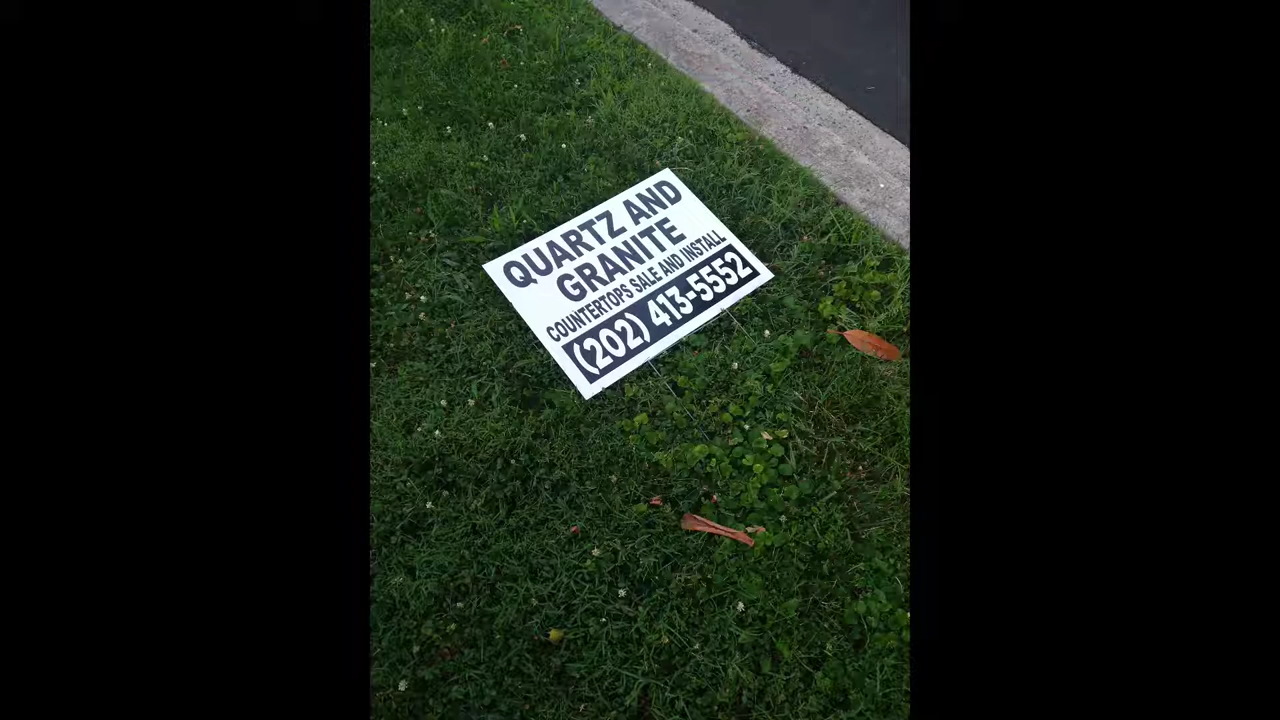 QUARTZ AND
GRANITE
COUNTERTOPS SALE AND INSTALL
(202) 413-5552